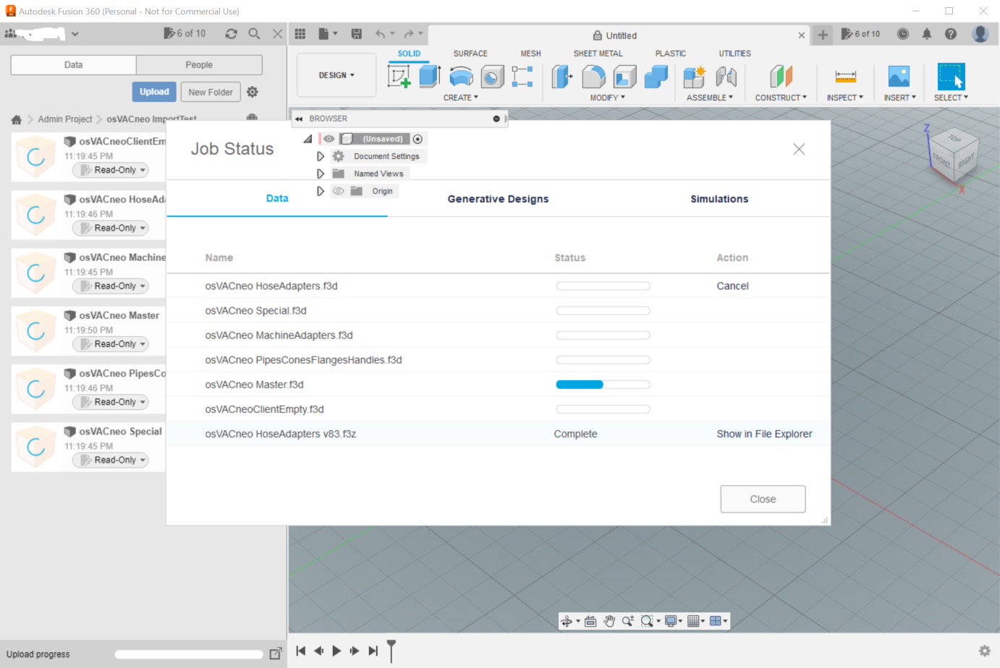 Autodesk Fusion 360 (Personal - Not for Commercial Use)
6 of 10
Untitled
6 of 10
Data
People
Upload
New Folder
Admin Project
osVACneo ImportTest
DESIGN
SOLID
SURFACE
MESH
SHEET METAL
PLASTIC
UTILITIES
CREATE
MODIFY
ASSEMBLE
CONSTRUCT
INSPECT
INSERT
SELECT
BROWSER
(Unsaved)
Document Settings
Named Views
Origin
TOP
FRONT
RIGHT
Z
X
osVACneoClientEm
11:19:45 PM
Read-Only
osVACneo HoseAda
11:19:46 PM
Read-Only
osVACneo Machine
11:19:45 PM
Read-Only
osVACneo Master
11:19:50 PM
Read-Only
osVACneo PipesCo
11:19:46 PM
Read-Only
osVACneo Special
11:19:45 PM
Read-Only
Job Status
Data
Generative Designs
Simulations
Name Status Action
osVACneo HoseAdapters.f3d Cancel
osVACneo Special.f3d
osVACneo MachineAdapters.f3d
osVACneo PipesConesFlangesHandles.f3d
osVACneo Master.f3d
osVACneoClientEmpty.f3d
osVACneo HoseAdapters v83.f3z Complete Show in File Explorer
Close
Upload progress